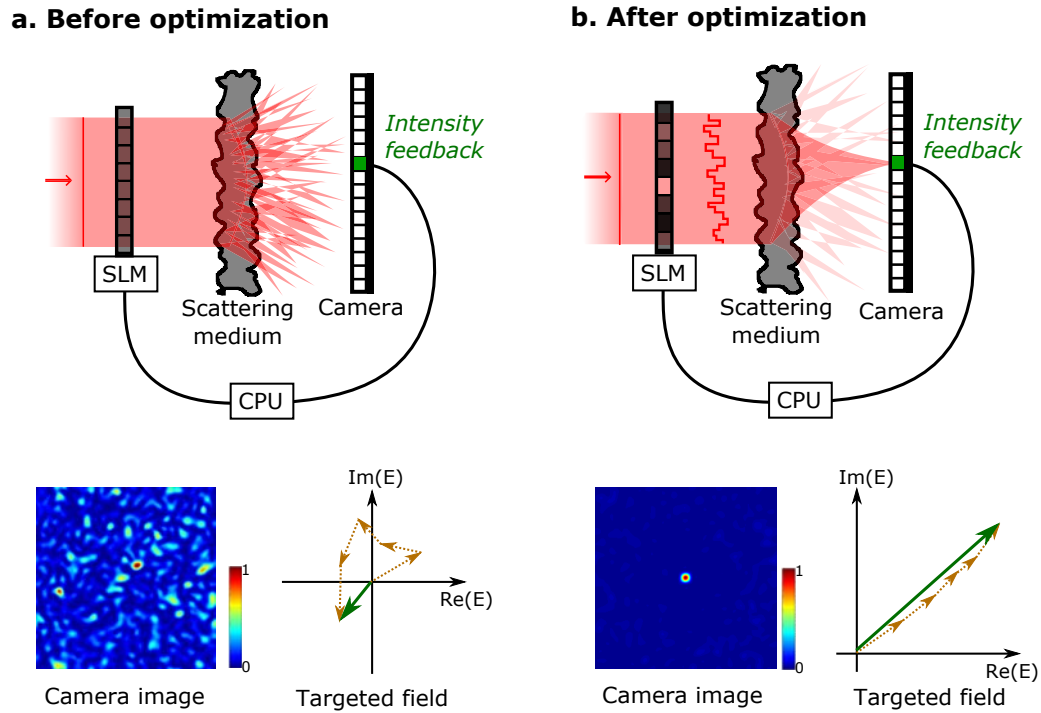 a. Before optimization
Intensity
feedback
SLM
Scattering
medium
Camera
CPU
Im(E)
1
Re(E)
0
Camera image
Targeted field
b. After optimization
Intensity
feedback
SLM
Scattering
medium
Camera
CPU
Im(E)
1
0
Re(E)
Camera image
Targeted field